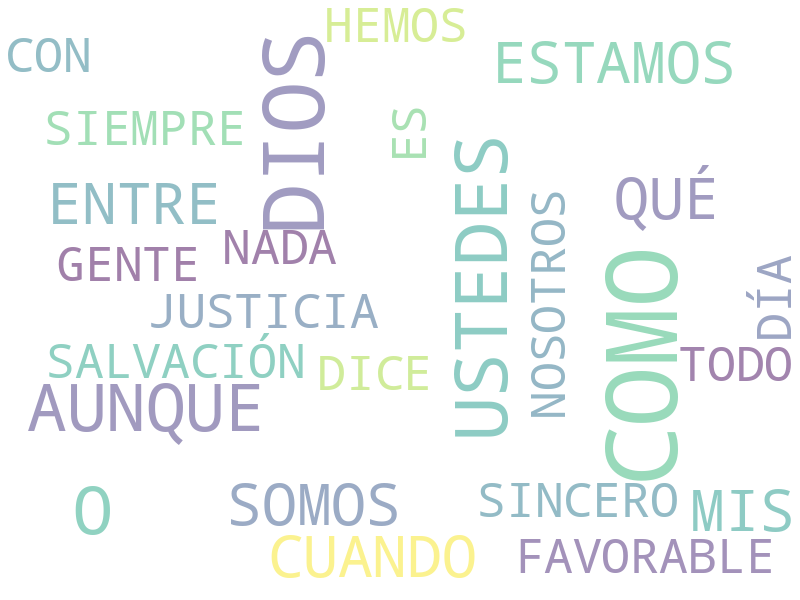 HEMOS
CON
DIOS
ESTAMOS
SIEMPRE
ES
ENTRE
USTEDES
QUÉ
NADA
GENTE
NOSOTROS
COMO
DÍA
JUSTICIA
SALVACIÓN
DICE
TODO
AUNQUE
O
SOMOS
SINCERO
MIS
CUANDO
FAVORABLE